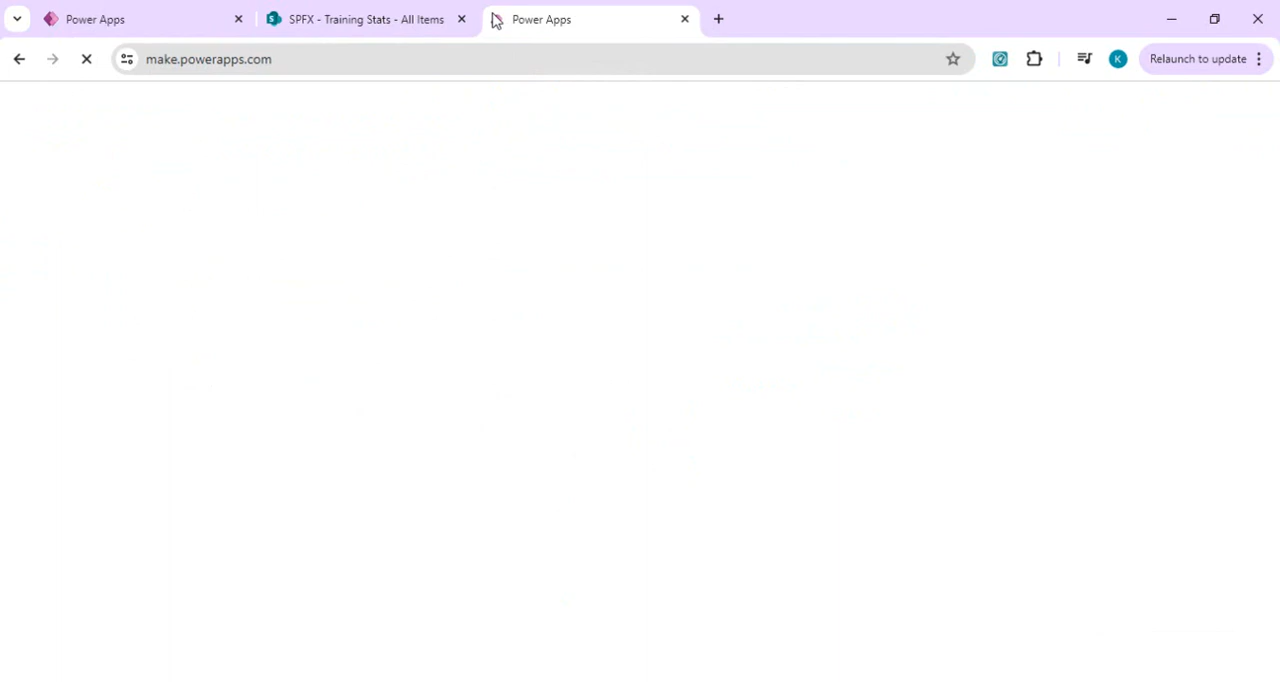 Power Apps
SPFX - Training Stats - All Items
Power Apps
make.powerapps.com
K
Relaunch to update